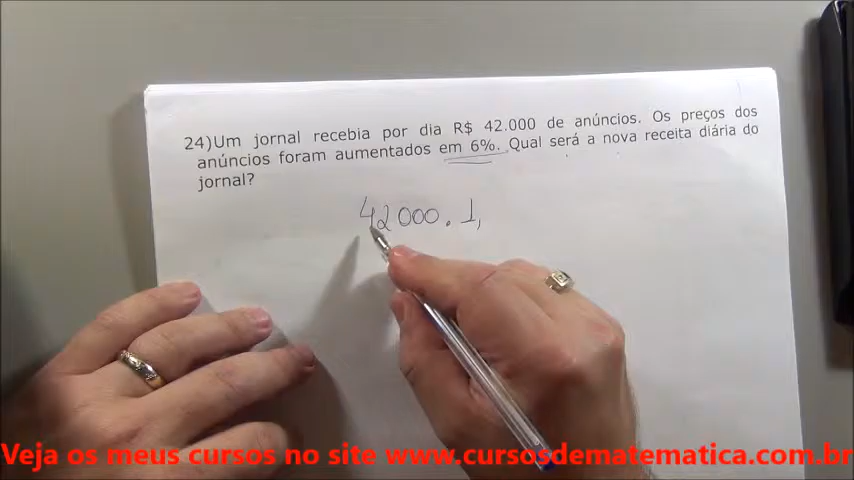 24)Um jornal recebia por dia R$ 42.000 de anúncios. Os preços dos
anúncios foram aumentados em 6%. Qual será a nova receita diária do
jornal?
42000 . 1,
Veja os meus cursos no site www.cursosdematematica.com.br